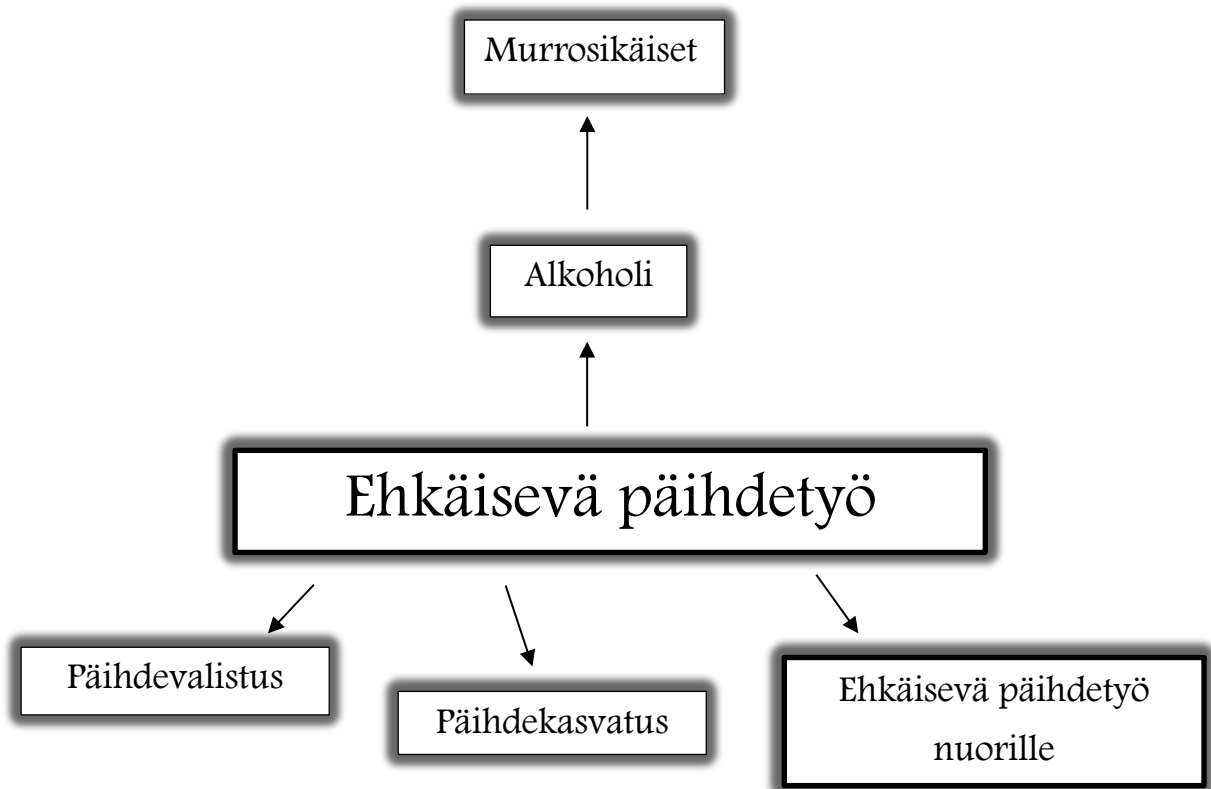 Murrosikäiset
Alkoholi
Ehkäisevä päihdetyö
Päihdevalistus
Päihdekasvatus
Ehkäisevä päihdetyö
nuorille